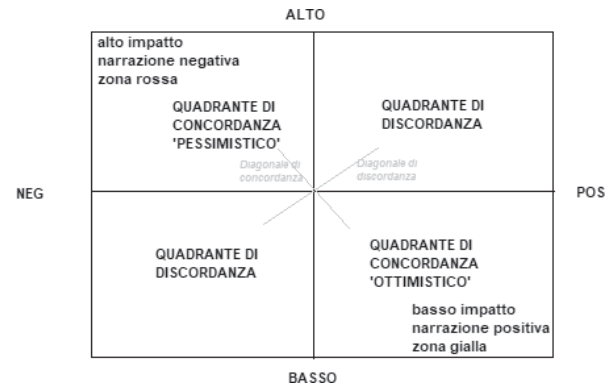 ALTO
alto impatto
narrazione negativa
zona rossa
QUADRANTE DI
CONCORDANZA
'PESSIMISTICO'
QUADRANTE DI
DISCORDANZA
Diagonale di
concordanza
Diagonale di
discordanza
NEG
POS
QUADRANTE DI
DISCORDANZA
QUADRANTE DI
CONCORDANZA
'OTTIMISTICO'
basso impatto
narrazione positiva
zona gialla
BASSO